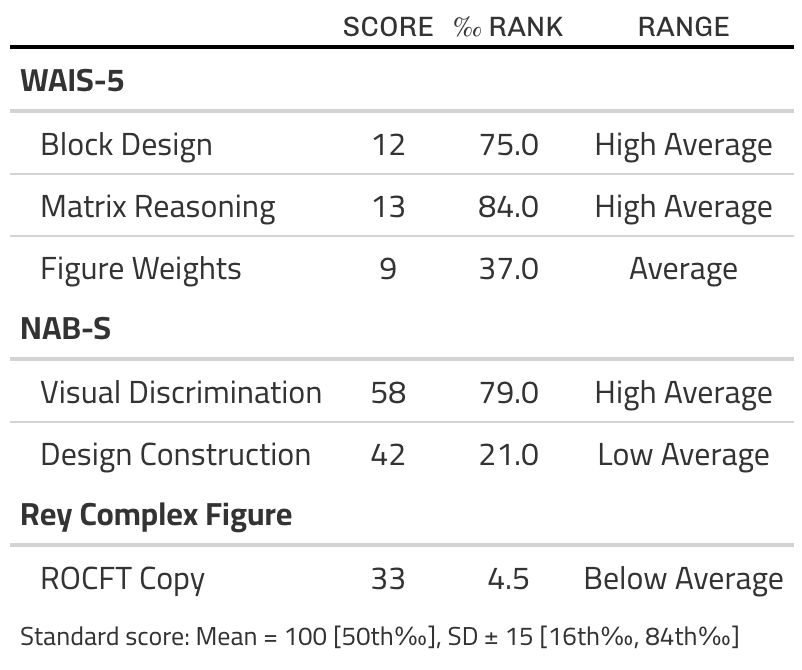 SCORE ‰ RANK RANGE
WAIS-5
Block Design 12 75.0 High Average
Matrix Reasoning 13 84.0 High Average
Figure Weights 9 37.0 Average
NAB-S
Visual Discrimination 58 79.0 High Average
Design Construction 42 21.0 Low Average
Rey Complex Figure
ROCFT Copy 33 4.5 Below Average
Standard score: Mean = 100 [50th‰], SD ± 15 [16th‰, 84th‰]